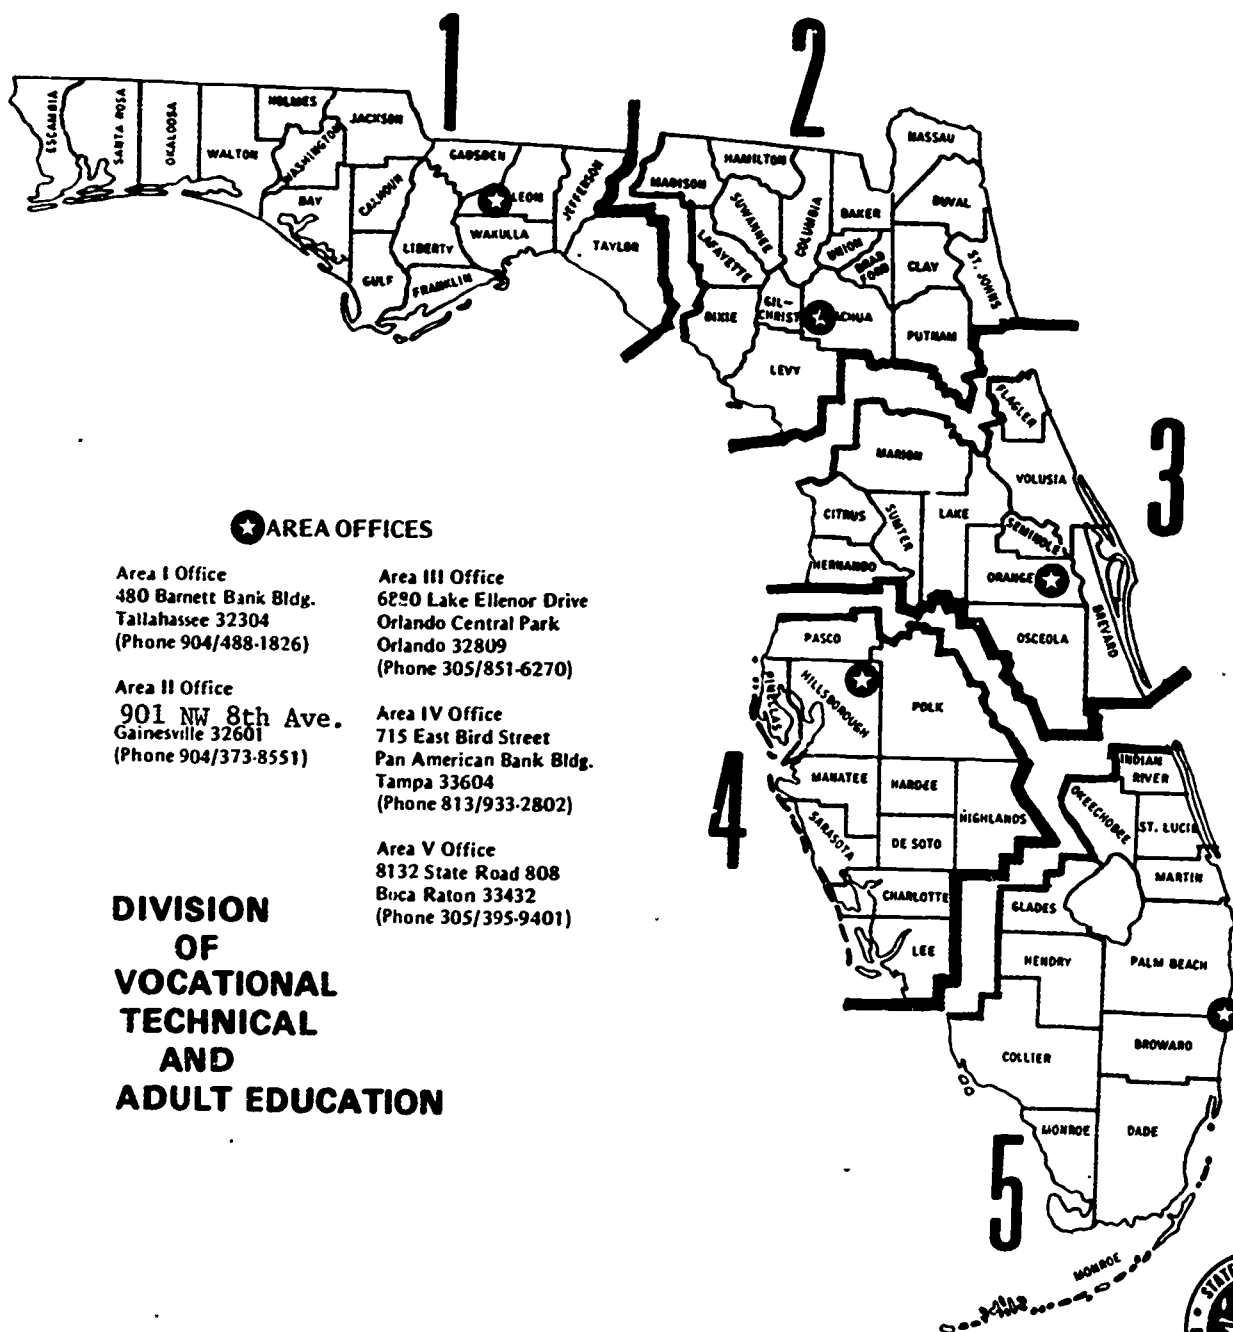 1
2
ESCAMBIA
SANTA ROSA
OKALOOSA
WALTON
HOLMES
WASHINGTON
JACKSON
BAY
CALHOUN
GULF
GADSDEN
LIBERTY
FRANKLIN
LEON
WAKULLA
JEFFERSON
TAYLOR
MADISON
HAMILTON
SUWANNEE
LAFAYETTE
COLUMBIA
BAKER
NASSAU
DUVAL
UNION
BRAD
FORD
CLAY
ST. JOHNS
DIXIE
GIL-
CHRIST
CHUA
PUTNAM
LEVY
3
FLAGLER
MARION
VOLUSIA
CITRUS
SUMTER
LAKE
SEMINOLE
HERNANDO
ORANGE
OSCEOLA
BREVARD
4
PASCO
PINELLAS
HILLSBOROUGH
POLK
MANATEE
HARDEE
SARASOTA
DE SOTO
HIGHLANDS
CHARLOTTE
LEE
INDIAN
RIVER
OKEECHOBEE
ST. LUCIE
MARTIN
GLADES
HENDRY
PALM BEACH
BROWARD
COLLIER
MONROE
DADE
5
MONROE
AREA OFFICES
Area I Office
480 Barnett Bank Bldg.
Tallahassee 32304
(Phone 904/488-1826)
Area II Office
901 NW 8th Ave.
Gainesville 32601
(Phone 904/373-8551)
Area III Office
6880 Lake Ellenor Drive
Orlando Central Park
Orlando 32809
(Phone 305/851-6270)
Area IV Office
715 East Bird Street
Pan American Bank Bldg.
Tampa 33604
(Phone 813/933-2802)
Area V Office
8132 State Road 808
Boca Raton 33432
(Phone 305/395-9401)
DIVISION
OF
VOCATIONAL
TECHNICAL
AND
ADULT EDUCATION